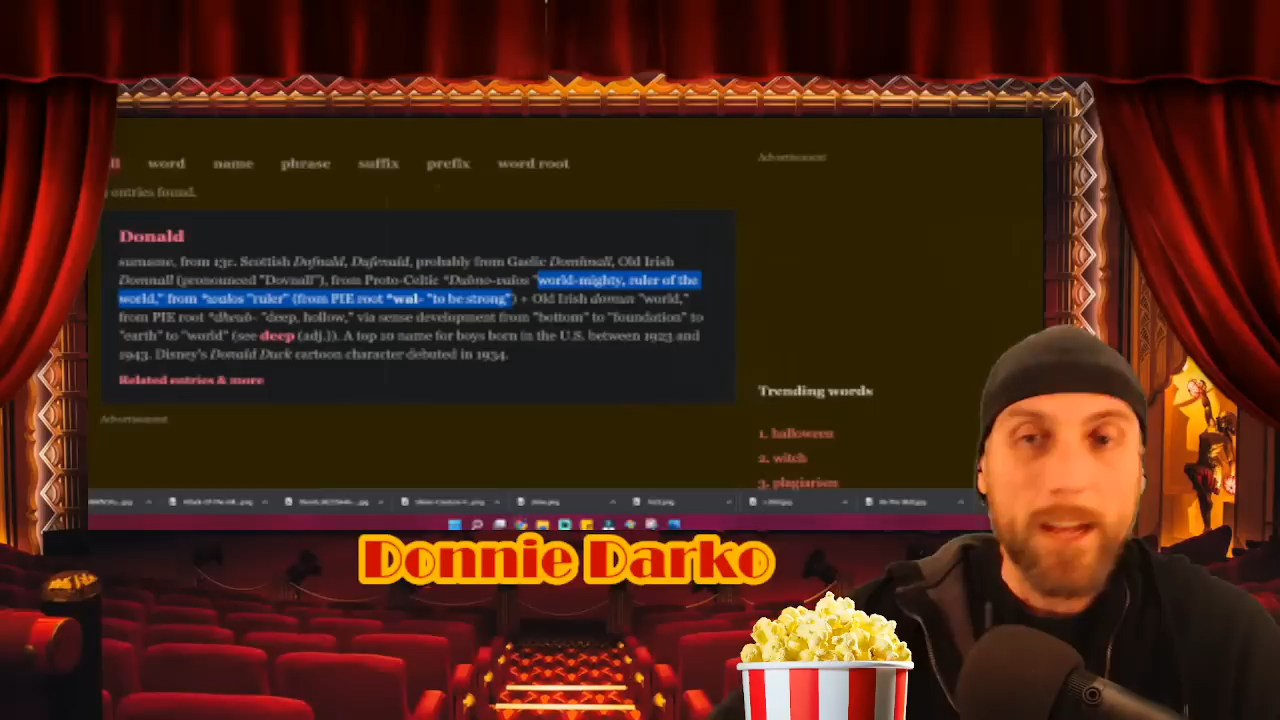 word name phrase suffix prefix word root
entries found.
Advertisement
Donald
surname, from 13c. Scottish Dofnald, Dufenald, probably from Gaelic Domhnall, Old Irish
Domnall (pronounced "Dovnall"), from Proto-Celtic *Dubno-valos "world-mighty, ruler of the
world," from *walos "ruler" (from PIE root *wal- "to be strong") + Old Irish domun "world,"
from PIE root *dheub- "deep, hollow," via sense development from "bottom" to "foundation" to
"earth" to "world" (see deep (adj.)). A top 10 name for boys born in the U.S. between 1923 and
1943. Disney's Donald Duck cartoon character debuted in 1934.
Related entries & more
Advertisement
Trending words
1. halloween
2. witch
3. plagiarism
Donnie Darko